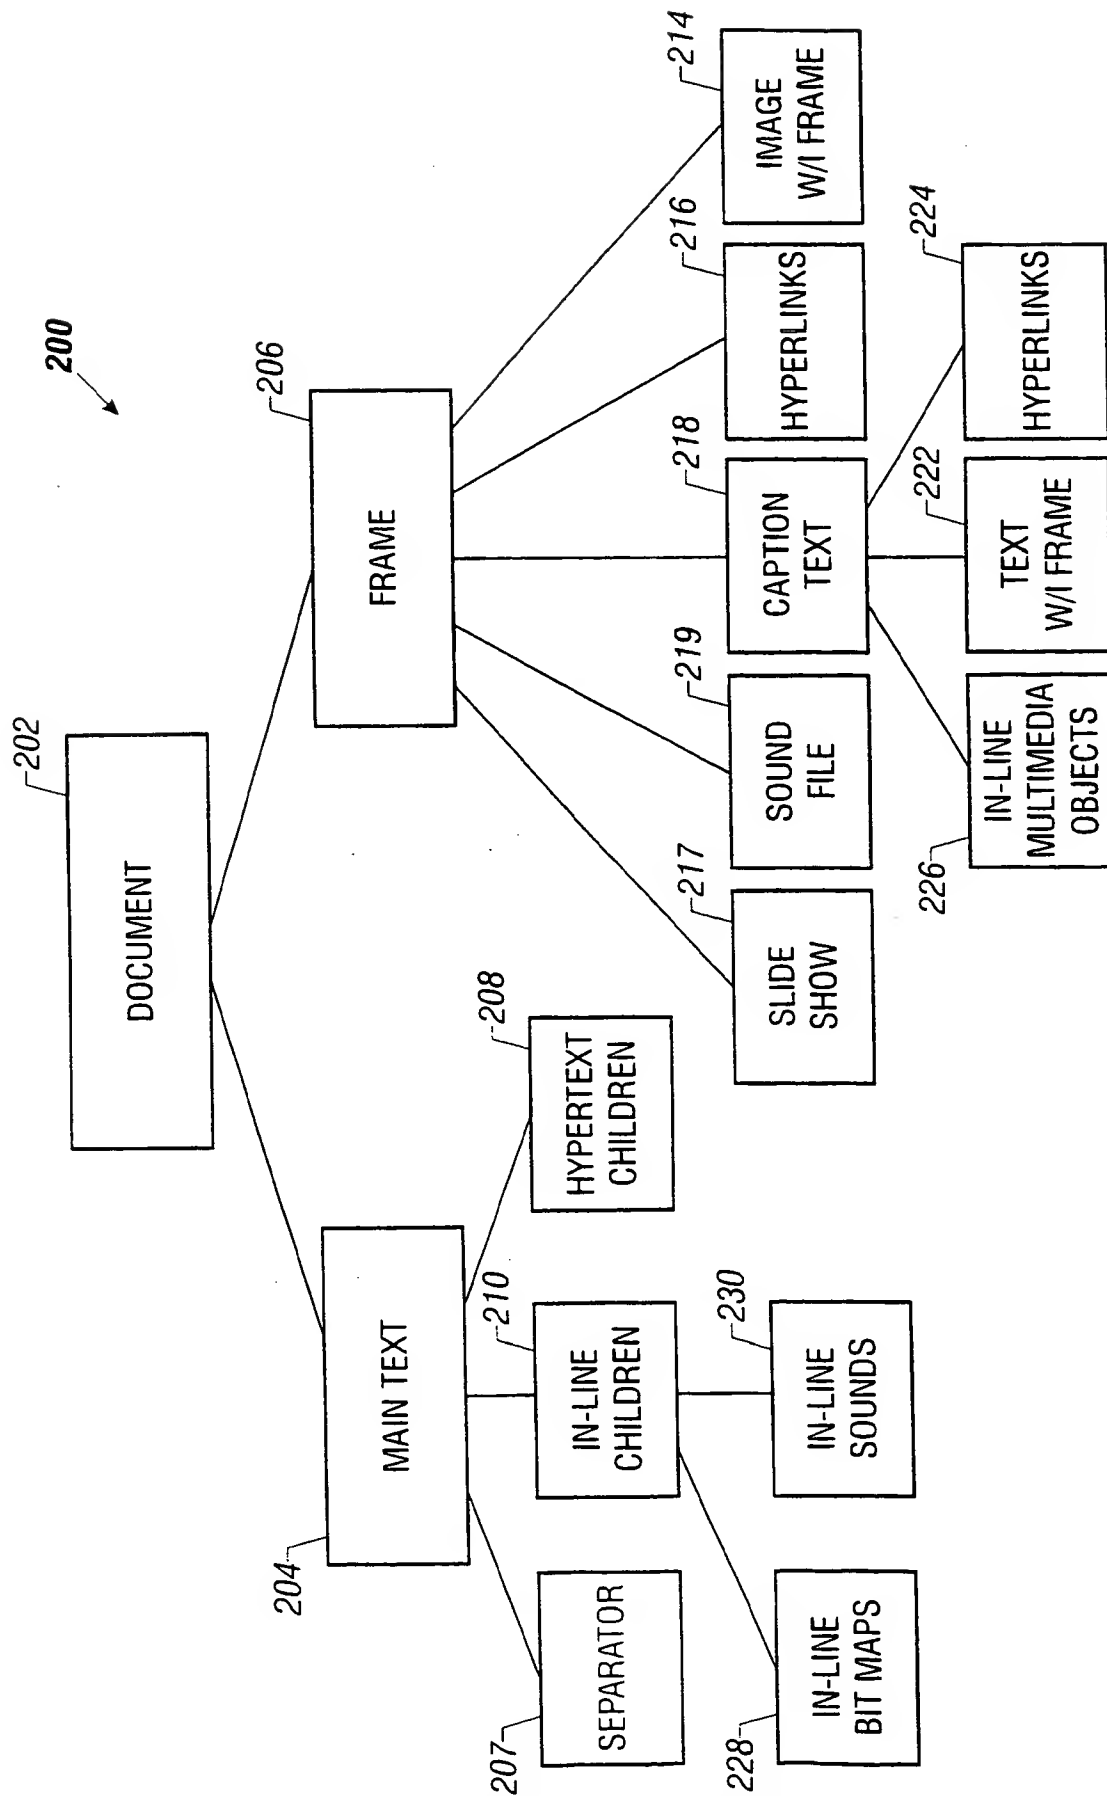 200
202
DOCUMENT
204
MAIN TEXT
206
FRAME
207
SEPARATOR
210
IN-LINE
CHILDREN
208
HYPERTEXT
CHILDREN
228
IN-LINE
BIT MAPS
230
IN-LINE
SOUNDS
217
SLIDE
SHOW
219
SOUND
FILE
218
CAPTION
TEXT
216
HYPERLINKS
214
IMAGE
W/I FRAME
226
IN-LINE
MULTIMEDIA
OBJECTS
222
TEXT
W/I FRAME
224
HYPERLINKS